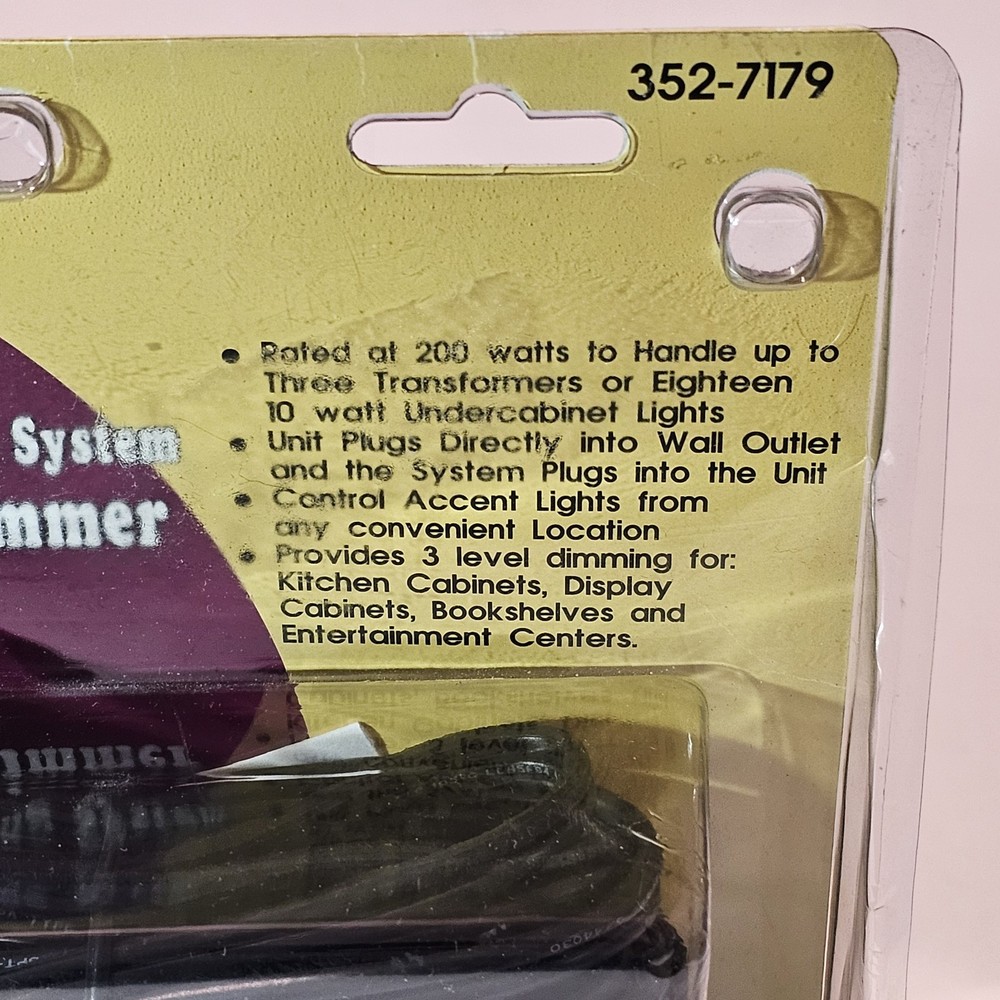 352-7179
• Rated at 200 watts to Handle up to
Three Transformers or Eighteen
10 watt Undercabinet Lights
• Unit Plugs Directly into Wall Outlet
and the System Plugs into the Unit
• Control Accent Lights from
any convenient Location
• Provides 3 level dimming for:
Kitchen Cabinets, Display
Cabinets, Bookshelves and
Entertainment Centers.
System
mmer